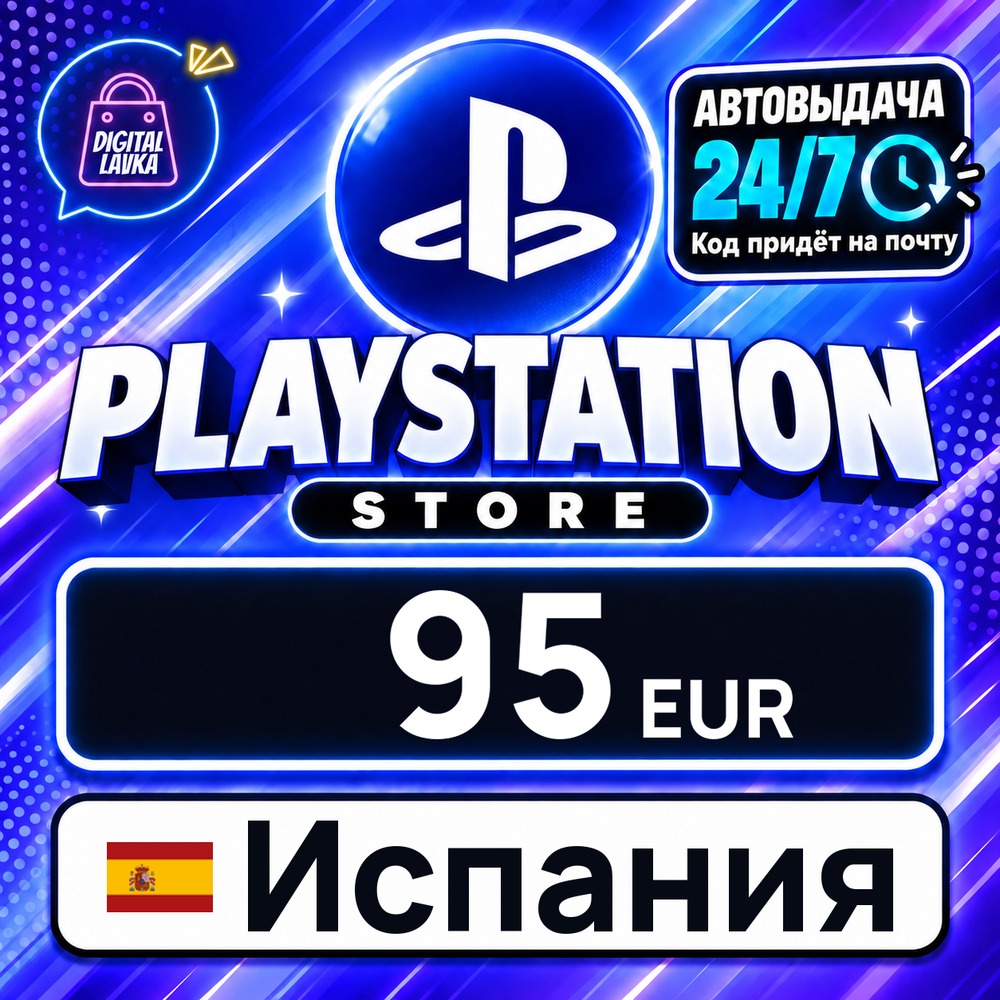 DIGITAL
LAVKA
АВТОВЫДАЧА
24/7
Код придёт на почту
PLAYSTATION
STORE
95 EUR
Испания